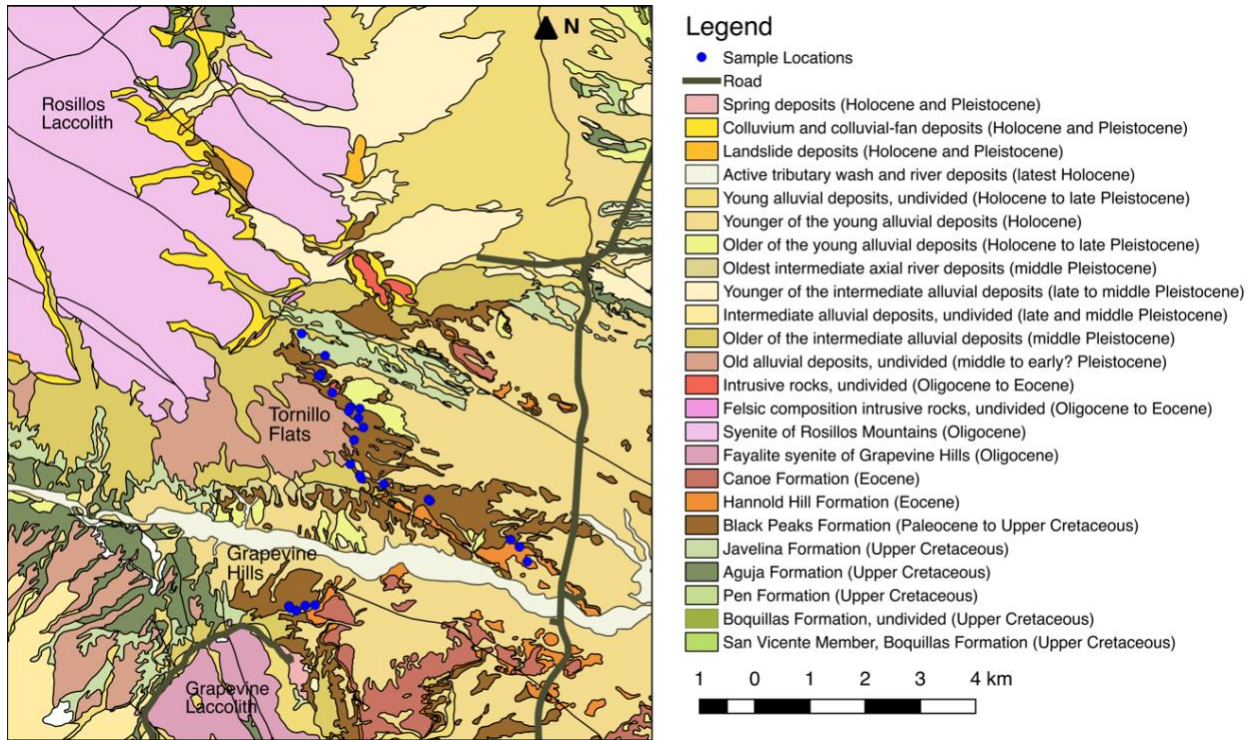 N
Rosillos
Laccolith
Tornillo
Flats
Grapevine
Hills
Grapevine
Laccolith
Legend
Sample Locations
Road
Spring deposits (Holocene and Pleistocene)
Colluvium and colluvial-fan deposits (Holocene and Pleistocene)
Landslide deposits (Holocene and Pleistocene)
Active tributary wash and river deposits (latest Holocene)
Young alluvial deposits, undivided (Holocene to late Pleistocene)
Younger of the young alluvial deposits (Holocene)
Older of the young alluvial deposits (Holocene to late Pleistocene)
Oldest intermediate axial river deposits (middle Pleistocene)
Younger of the intermediate alluvial deposits (late to middle Pleistocene)
Intermediate alluvial deposits, undivided (late and middle Pleistocene)
Older of the intermediate alluvial deposits (middle Pleistocene)
Old alluvial deposits, undivided (middle to early? Pleistocene)
Intrusive rocks, undivided (Oligocene to Eocene)
Felsic composition intrusive rocks, undivided (Oligocene to Eocene)
Syenite of Rosillos Mountains (Oligocene)
Fayalite syenite of Grapevine Hills (Oligocene)
Canoe Formation (Eocene)
Hannold Hill Formation (Eocene)
Black Peaks Formation (Paleocene to Upper Cretaceous)
Javelina Formation (Upper Cretaceous)
Aguja Formation (Upper Cretaceous)
Pen Formation (Upper Cretaceous)
Boquillas Formation, undivided (Upper Cretaceous)
San Vicente Member, Boquillas Formation (Upper Cretaceous)
1 0 1 2 3 4 km